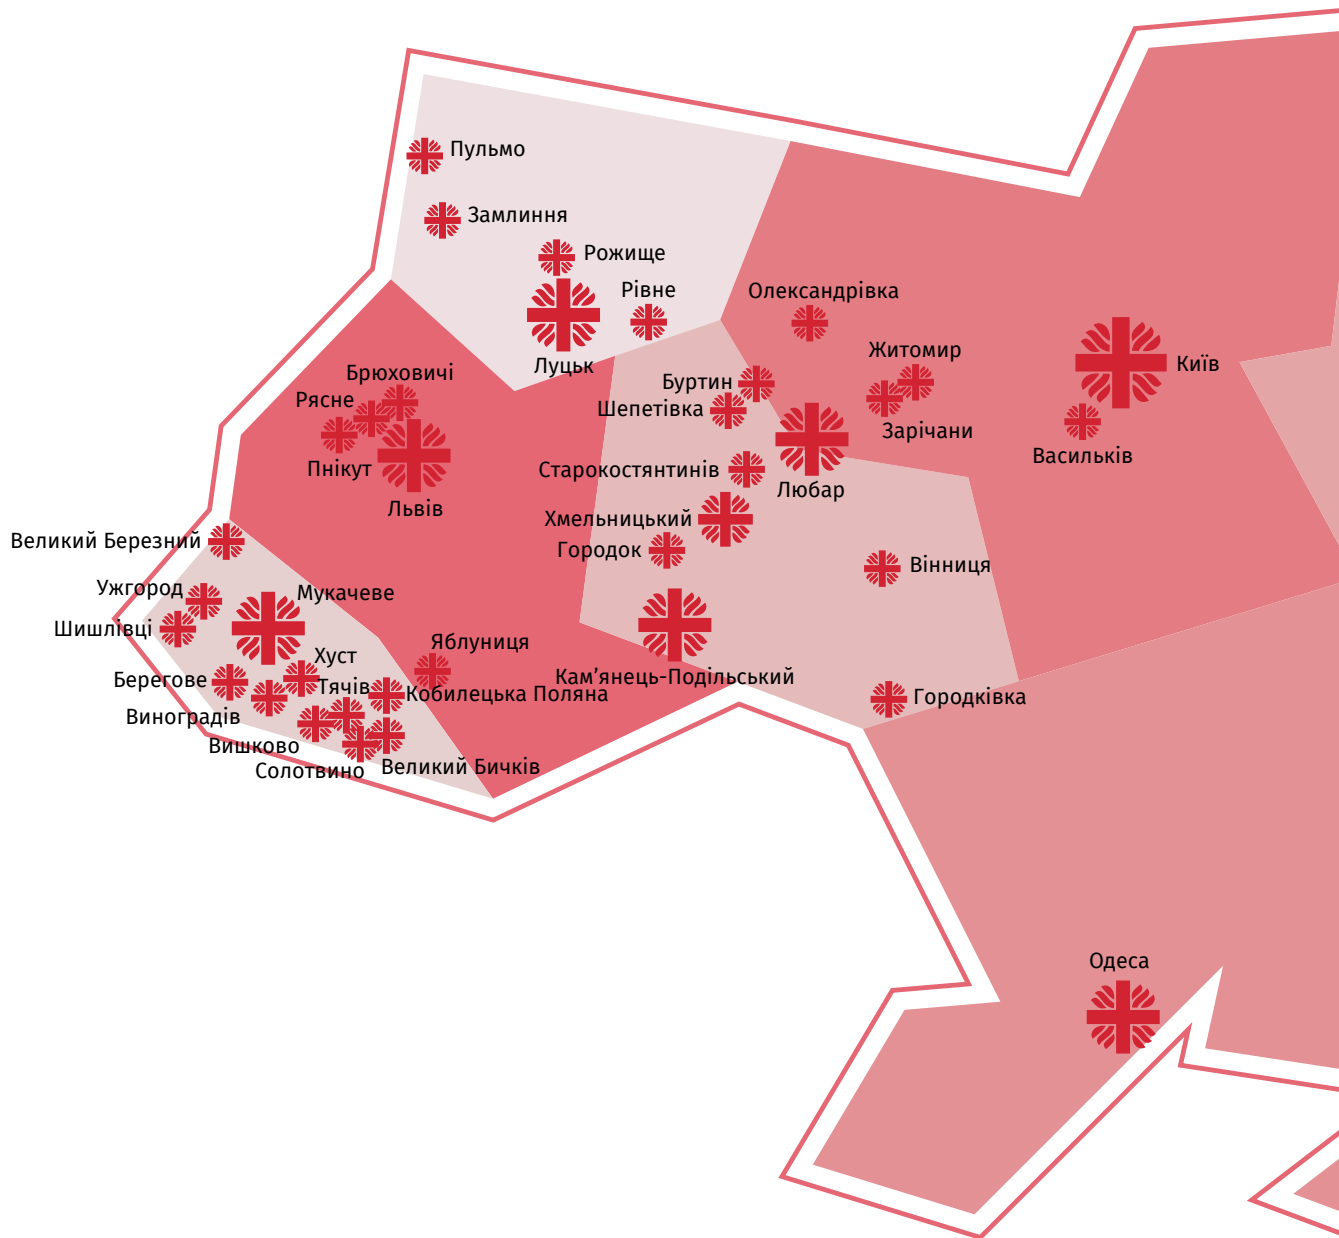 Пульмо
Замлиння
Рожище
Рівне
Луцьк
Олександрівка
Житомир
Київ
Зарічани
Васильків
Буртин
Шепетівка
Любар
Старокостянтинів
Хмельницький
Городок
Вінниця
Кам'янець-Подільський
Городківка
Брюховичі
Рясне
Пнікут
Львів
Великий Березний
Ужгород
Мукачеве
Шишлівці
Яблуниця
Хуст
Берегове
Тячів
Кобилецька Поляна
Виноградів
Вишково
Солотвино
Великий Бичків
Одеса